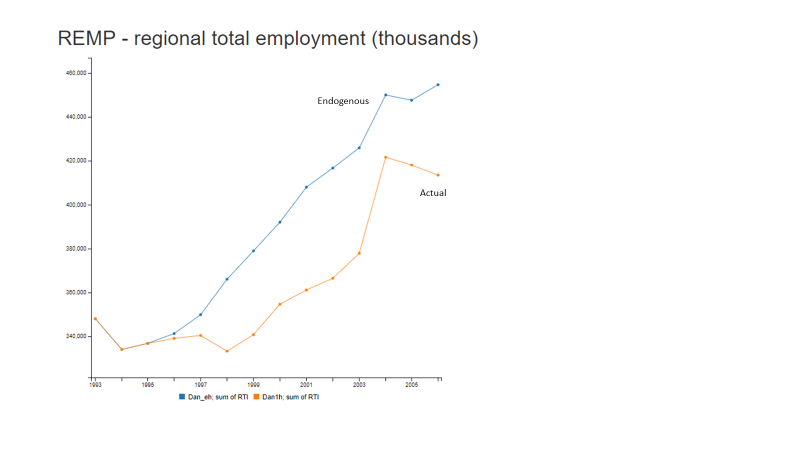 REMP - regional total employment (thousands)
460.000
Endogenous
440.000
420.000
Actual
400.000
380.000
360.000
340.000
1993 1995 1997 1999 2001 2003 2005
Dan_eh; sum of RTI Dan1h; sum of RTI